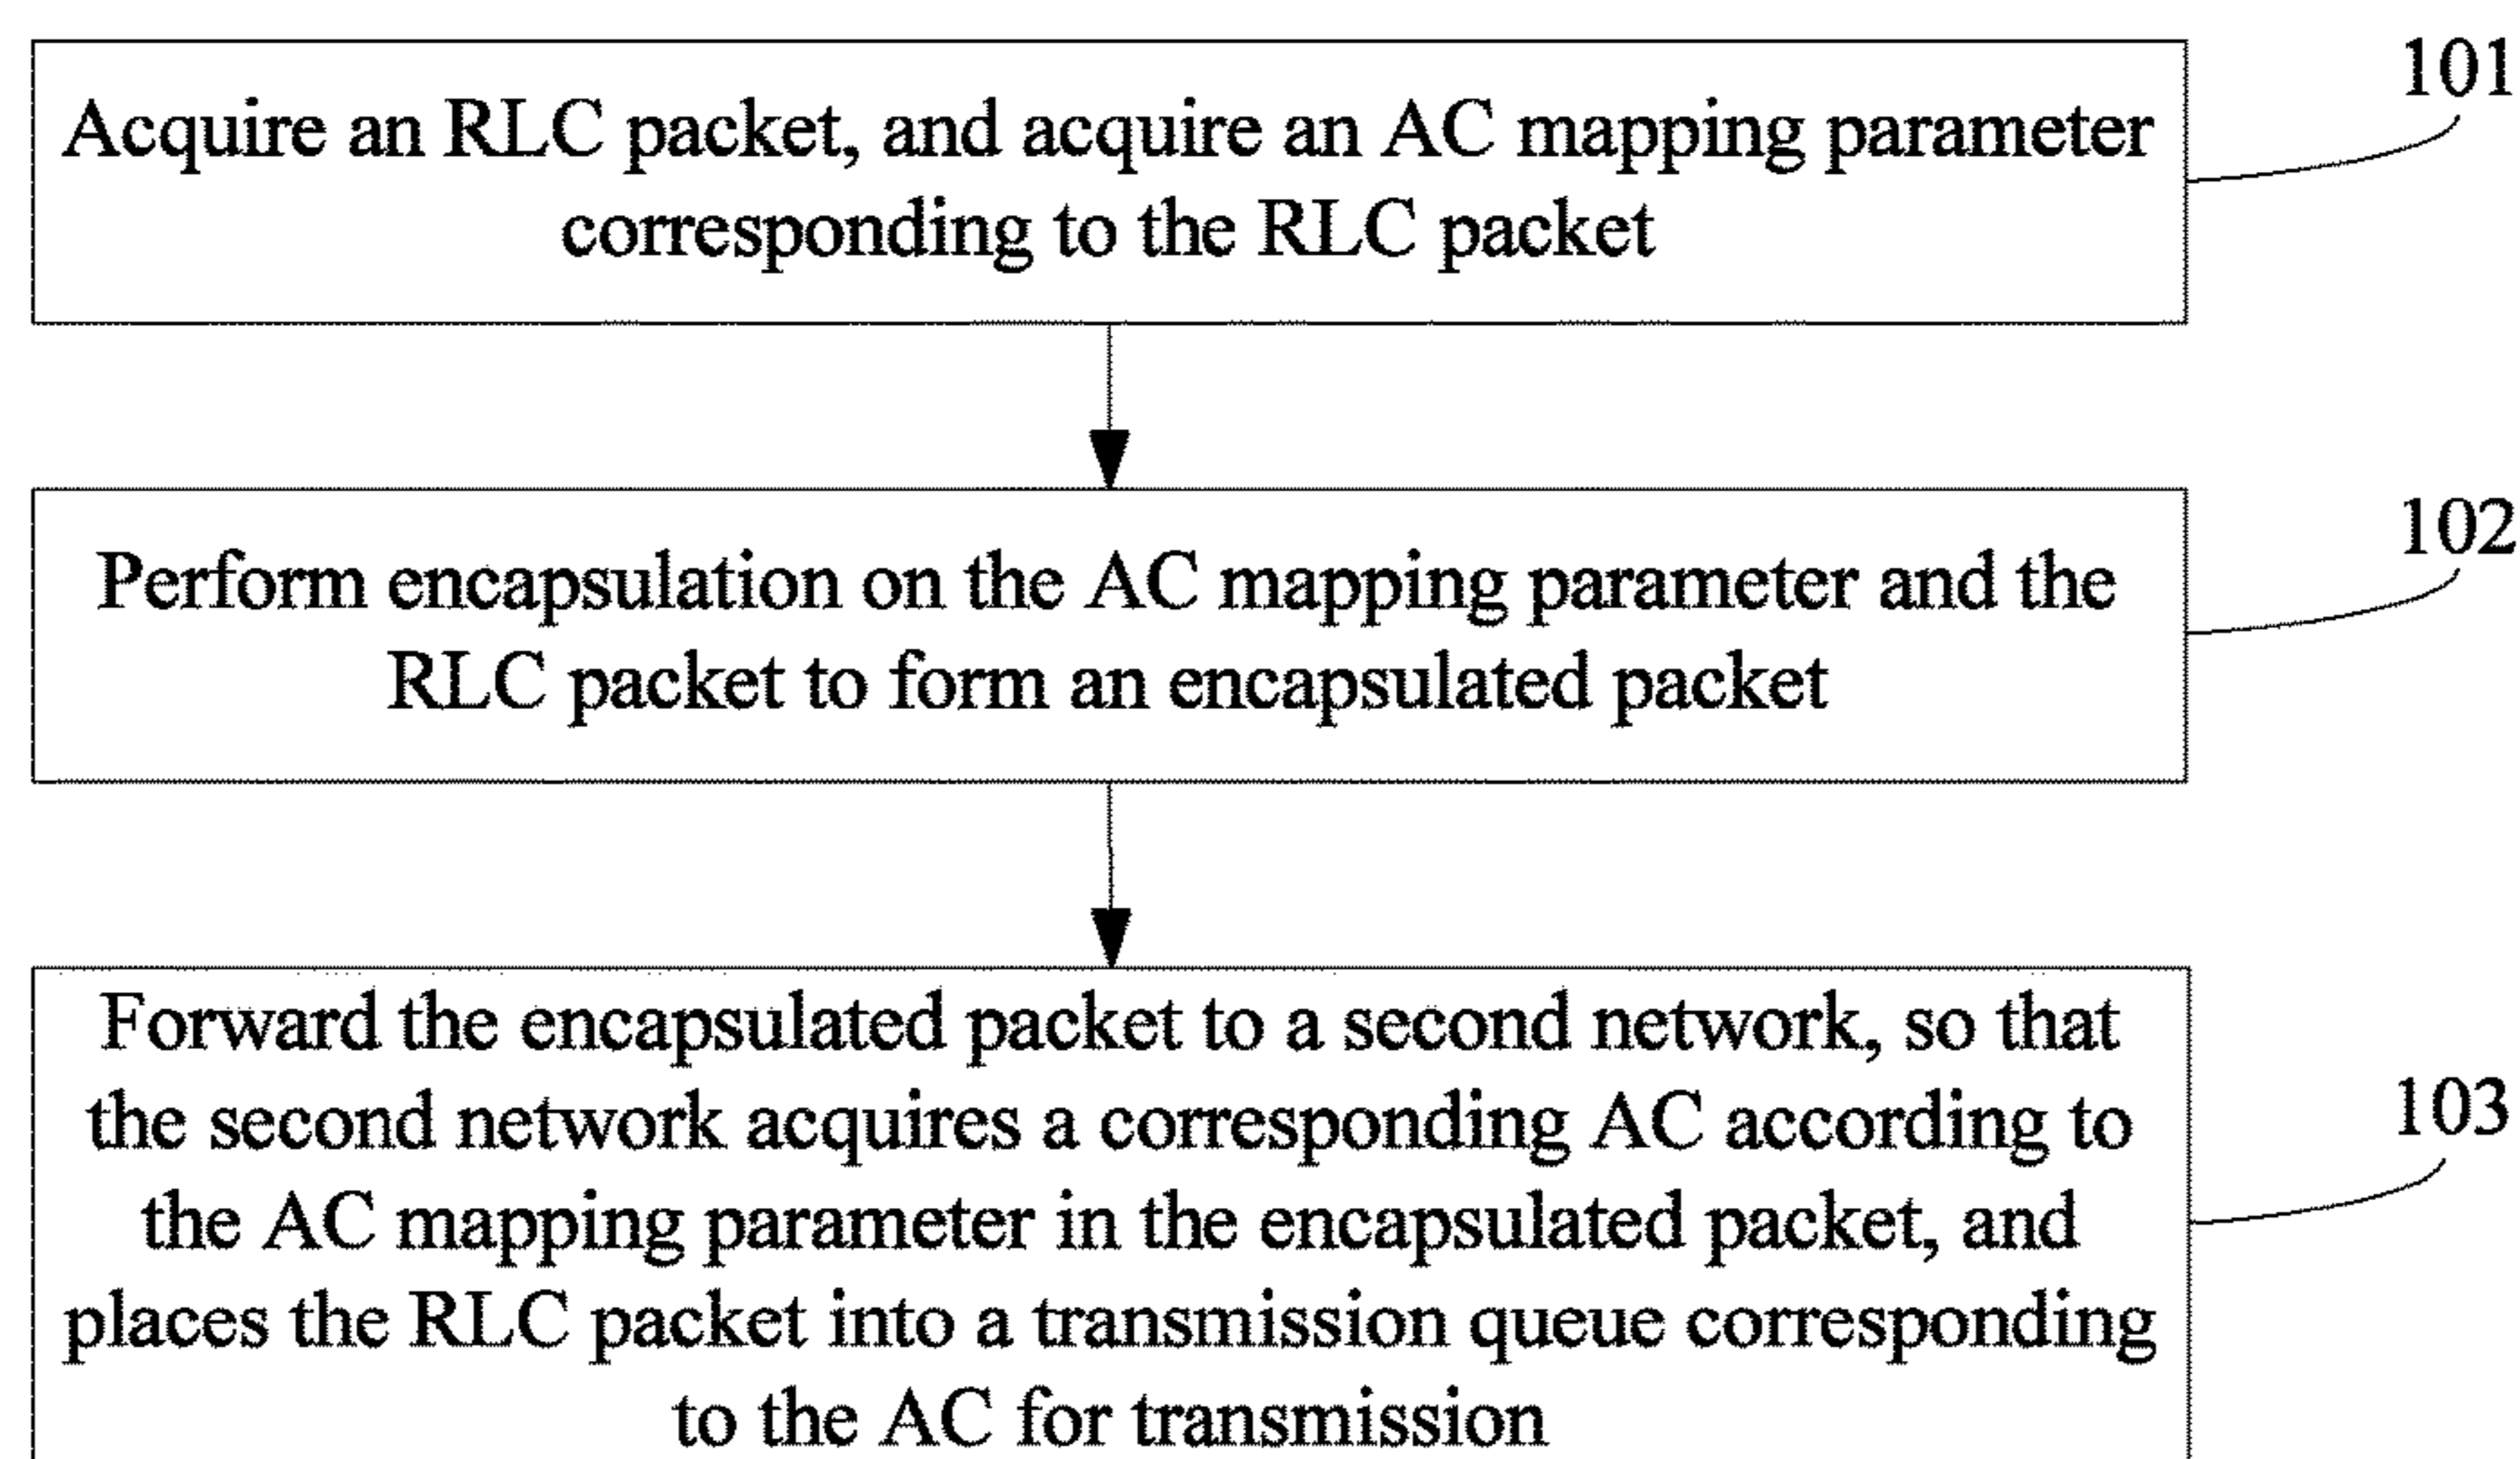 101
Acquire an RLC packet, and acquire an AC mapping parameter
corresponding to the RLC packet
102
Perform encapsulation on the AC mapping parameter and the
RLC packet to form an encapsulated packet
Forward the encapsulated packet to a second network, so that
the second network acquires a corresponding AC according to
103
the AC mapping parameter in the encapsulated packet, and
places the RLC packet into a transmission queue corresponding
to the AC for transmission